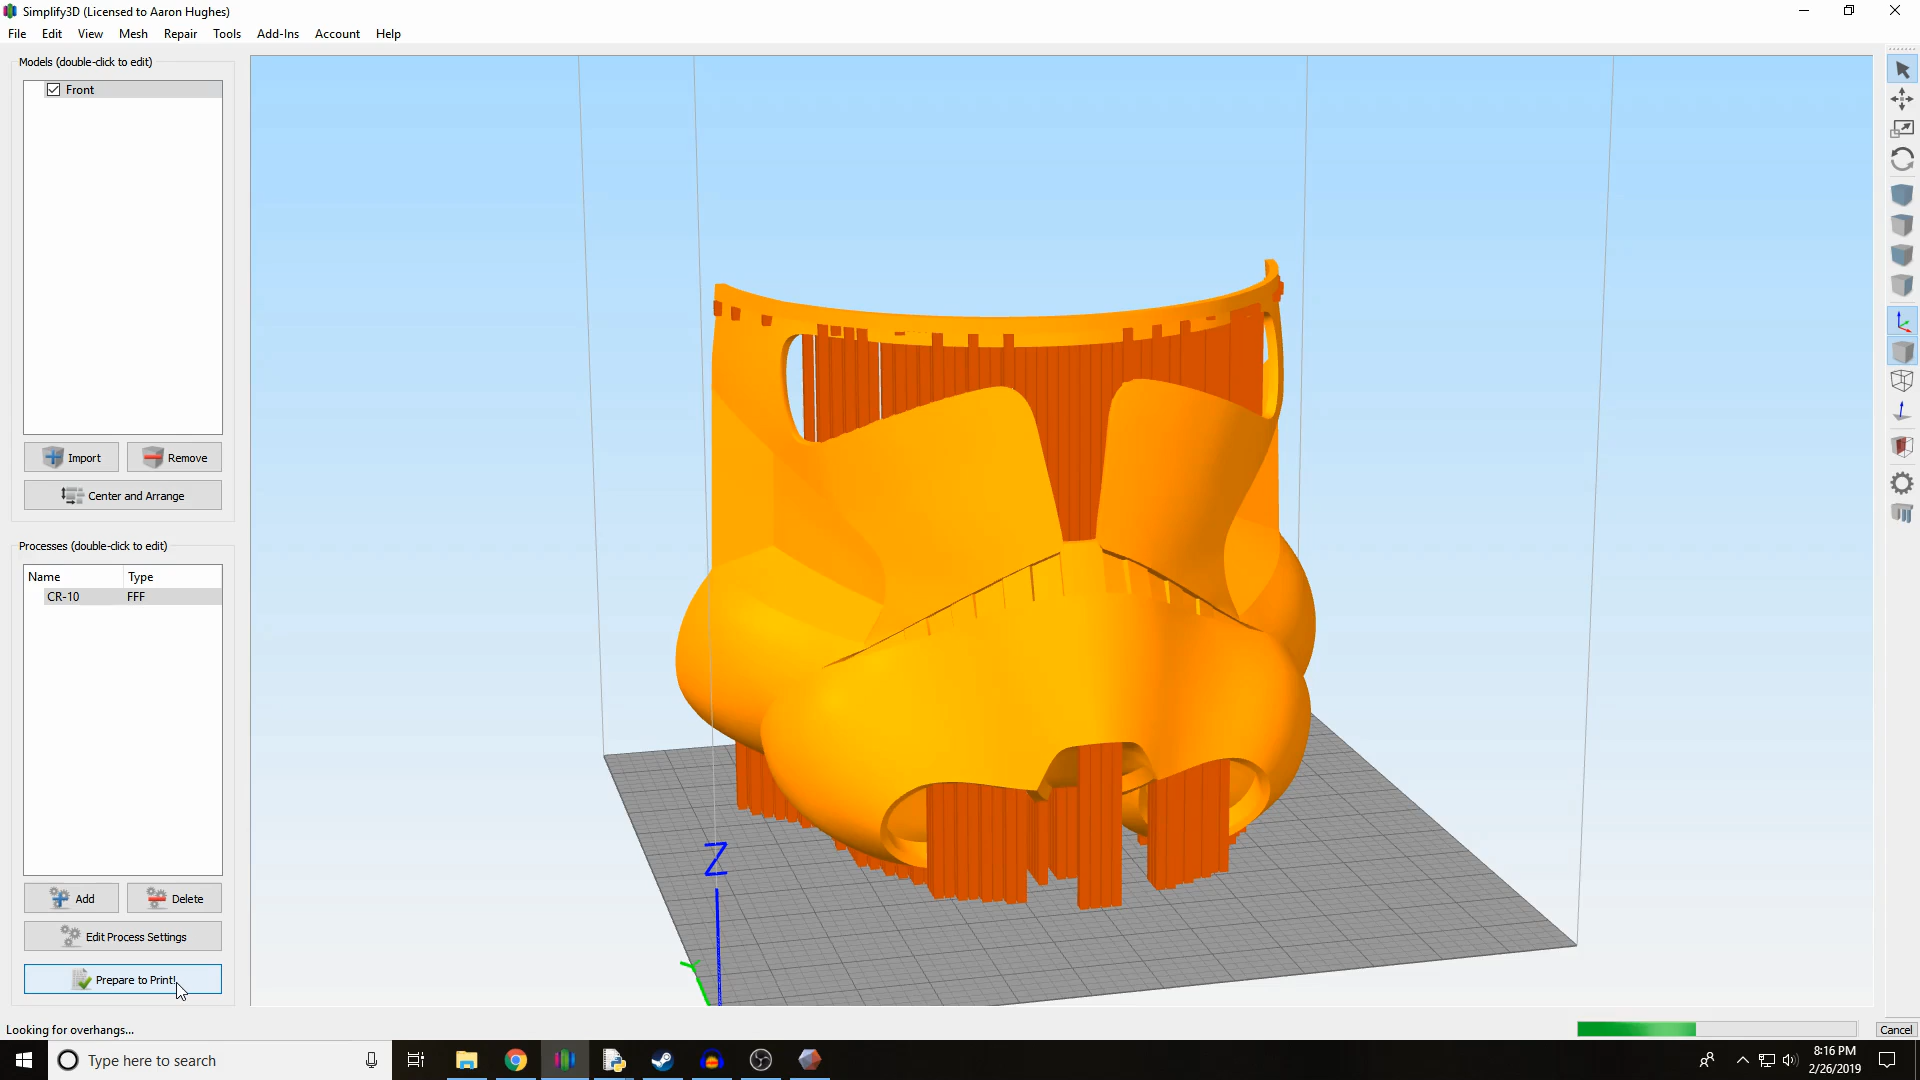 Simplify3D (Licensed to Aaron Hughes)
File Edit View Mesh Repair Tools Add-Ins Account Help
Models (double-click to edit)
Front
Import Remove
Center and Arrange
Processes (double-click to edit)
Name Type
CR-10 FFF
Add Delete
Edit Process Settings
Prepare to Print!
Z
Y
Looking for overhangs...
Cancel
Type here to search
8:16 PM
2/26/2019